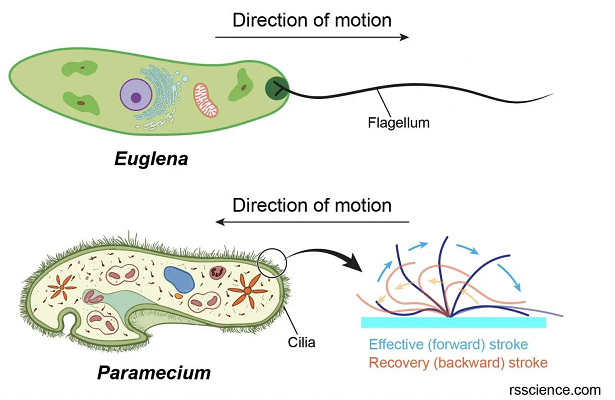 Direction of motion
Flagellum
Euglena
Direction of motion
Cilia
Effective (forward) stroke
Recovery (backward) stroke
Paramecium
rsscience.com